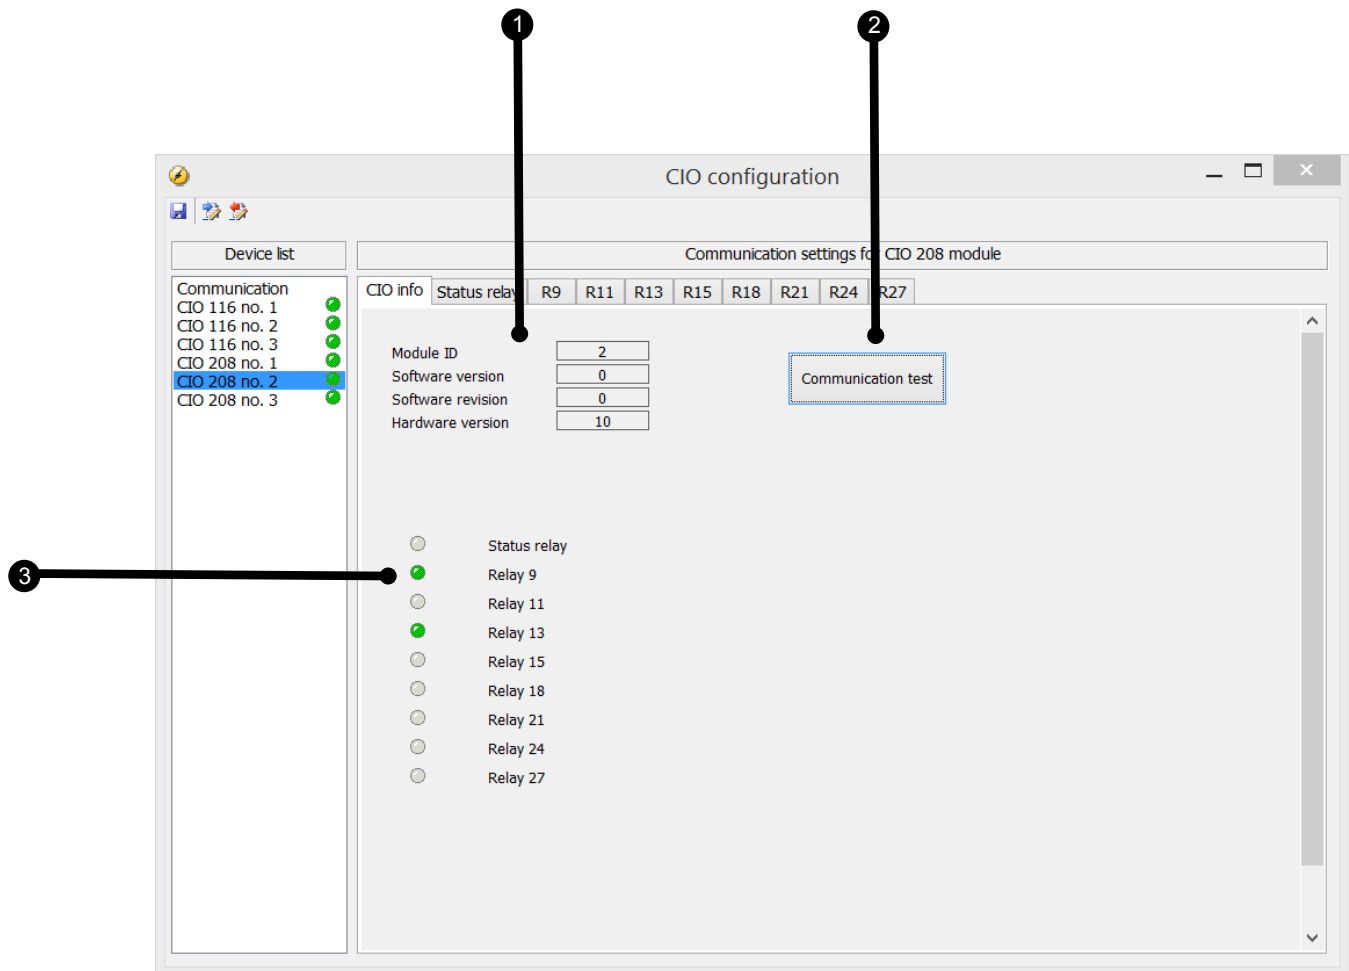 1
2
CIO configuration
Device list
Communication settings for CIO 208 module
Communication
CIO 116 no. 1
CIO 116 no. 2
CIO 116 no. 3
CIO 208 no. 1
CIO 208 no. 2
CIO 208 no. 3
CIO info Status relay R9 R11 R13 R15 R18 R21 R24 R27
Module ID 2
Software version 0
Software revision 0
Hardware version 10
Communication test
Status relay
3
Relay 9
Relay 11
Relay 13
Relay 15
Relay 18
Relay 21
Relay 24
Relay 27